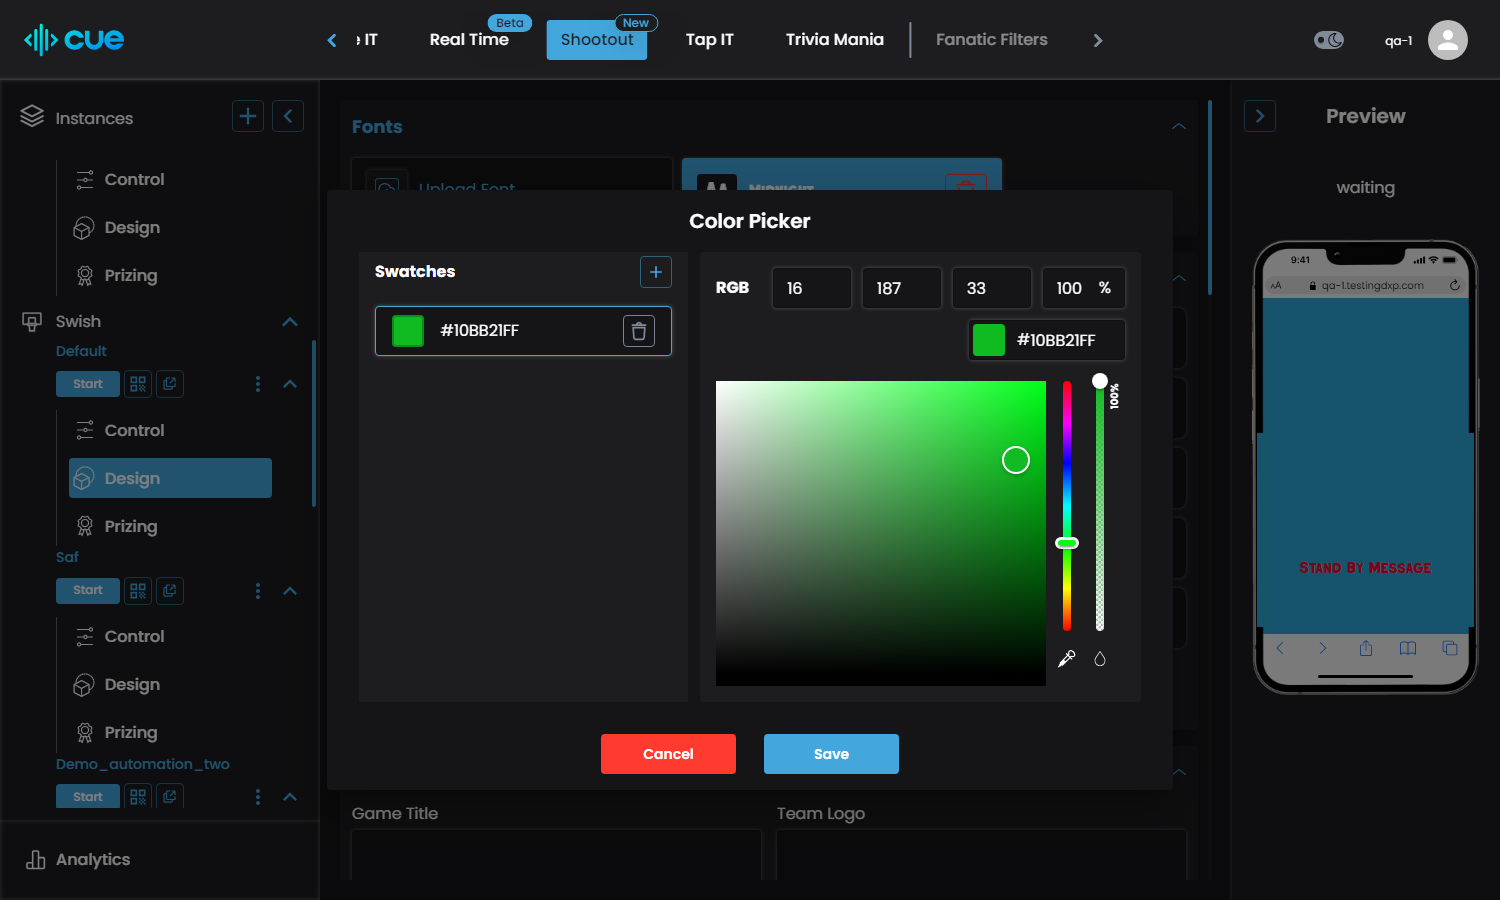 cue
e IT
Real Time
Beta
Shootout
New
Tap IT
Trivia Mania
Fanatic Filters
qa-1
Instances
Control
Design
Prizing
Swish
Default
Start
Control
Design
Prizing
Saf
Start
Control
Design
Prizing
Demo_automation_two
Start
Analytics
Fonts
Upload Font
AA
Midnight
Color Picker
Swatches
#10BB21FF
RGB
16
187
33
100 %
#10BB21FF
100%
Cancel
Save
Game Title
Team Logo
Preview
waiting
9:41
AA
qa-1.testingdxp.com
Stand By Message